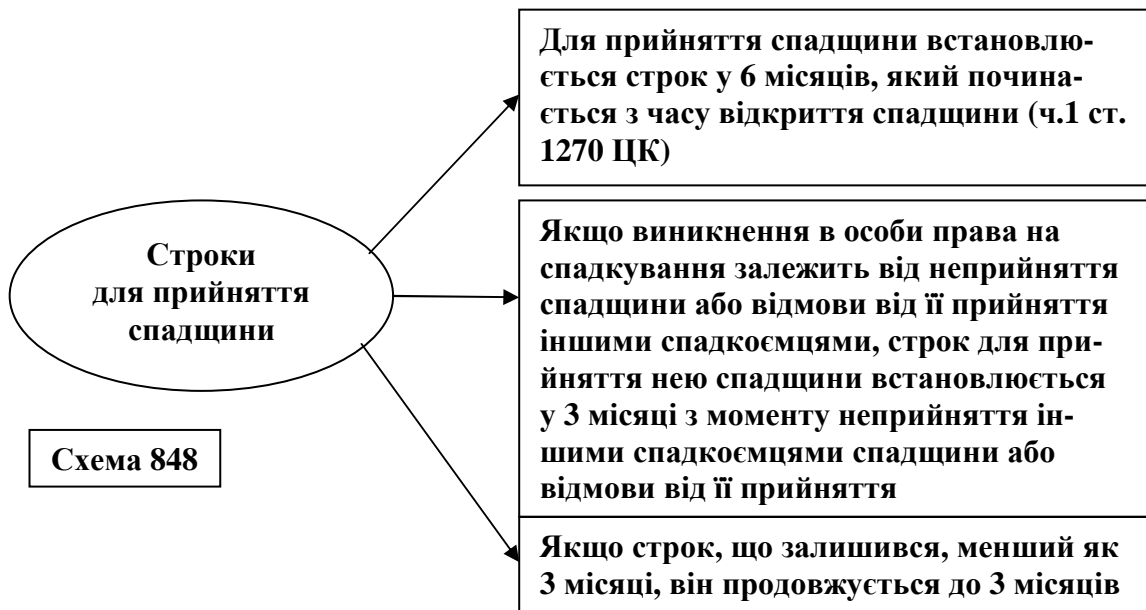 Для прийняття спадщини встановлю-
ється строк у 6 місяців, який почина-
ється з часу відкриття спадщини (ч.1 ст.
1270 ЦК)
Строки
для прийняття
спадщини
Якщо виникнення в особи права на
спадкування залежить від неприйняття
спадщини або відмови від її прийняття
іншими спадкоємцями, строк для при-
йняття нею спадщини встановлюється
у 3 місяці з моменту неприйняття ін-
шими спадкоємцями спадщини або
відмови від її прийняття
Схема 848
Якщо строк, що залишився, менший як
3 місяці, він продовжується до 3 місяців